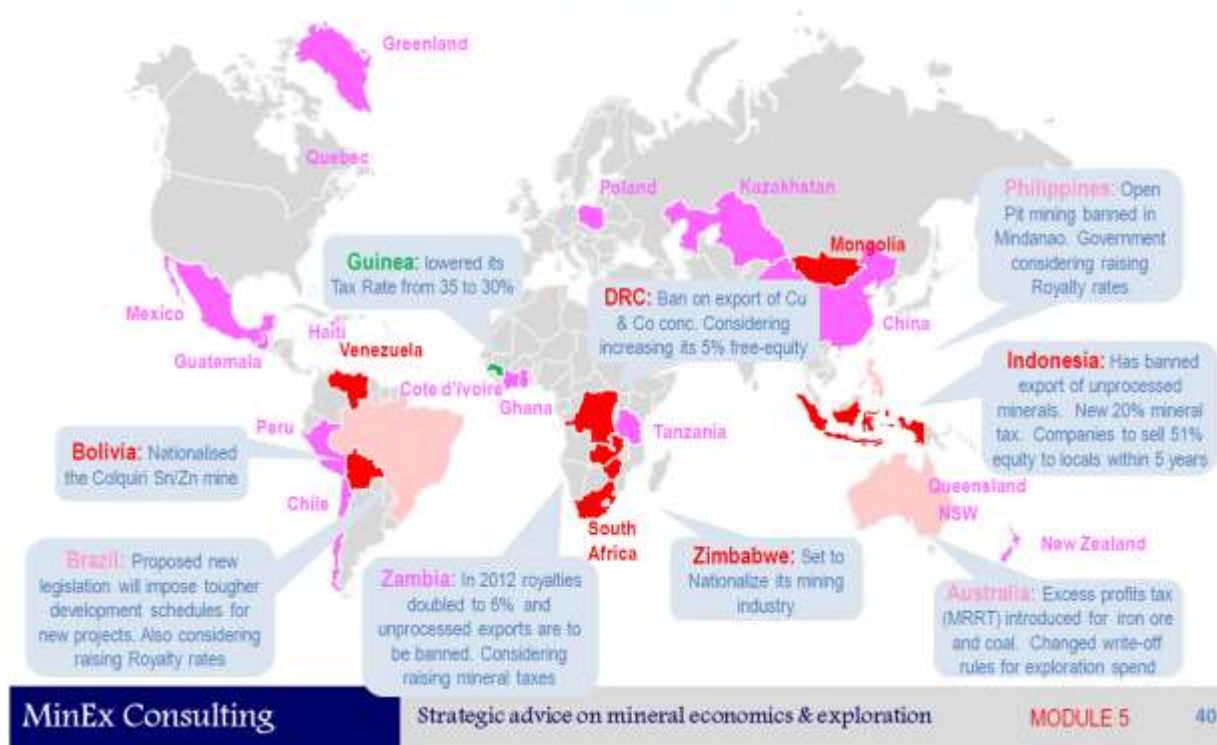 Greenland
Quebec
Poland
Kazakhstan
Philippines: Open
Pit mining banned in
Mindanao. Government
considering raising
Royalty rates
Mongolia
Guinea: lowered its
Tax Rate from 35 to 30%
DRC: Ban on export of Cu
& Co conc. Considering
increasing its 5% free-equity
China
Mexico
Haiti
Guatemala
Venezuela
Cote d'Ivoire
Ghana
Indonesia: Has banned
export of unprocessed
minerals. New 20% mineral
tax. Companies to sell 51%
equity to locals within 5 years
Peru
Tanzania
Bolivia: Nationalised
the Colquiri Sn/Zn mine
Chile
Queensland
NSW
South
Africa
New Zealand
Brazil: Proposed new
legislation will impose tougher
development schedules for
new projects. Also considering
raising Royalty rates
Zambia: In 2012 royalties
doubled to 6% and
unprocessed exports are to
be banned. Considering
raising mineral taxes
Zimbabwe: Set to
Nationalize its mining
industry
Australia: Excess profits tax
(MRRT) introduced for iron ore
and coal. Changed write-off
rules for exploration spend
MinEx Consulting
Strategic advice on mineral economics & exploration
MODULE 5
40